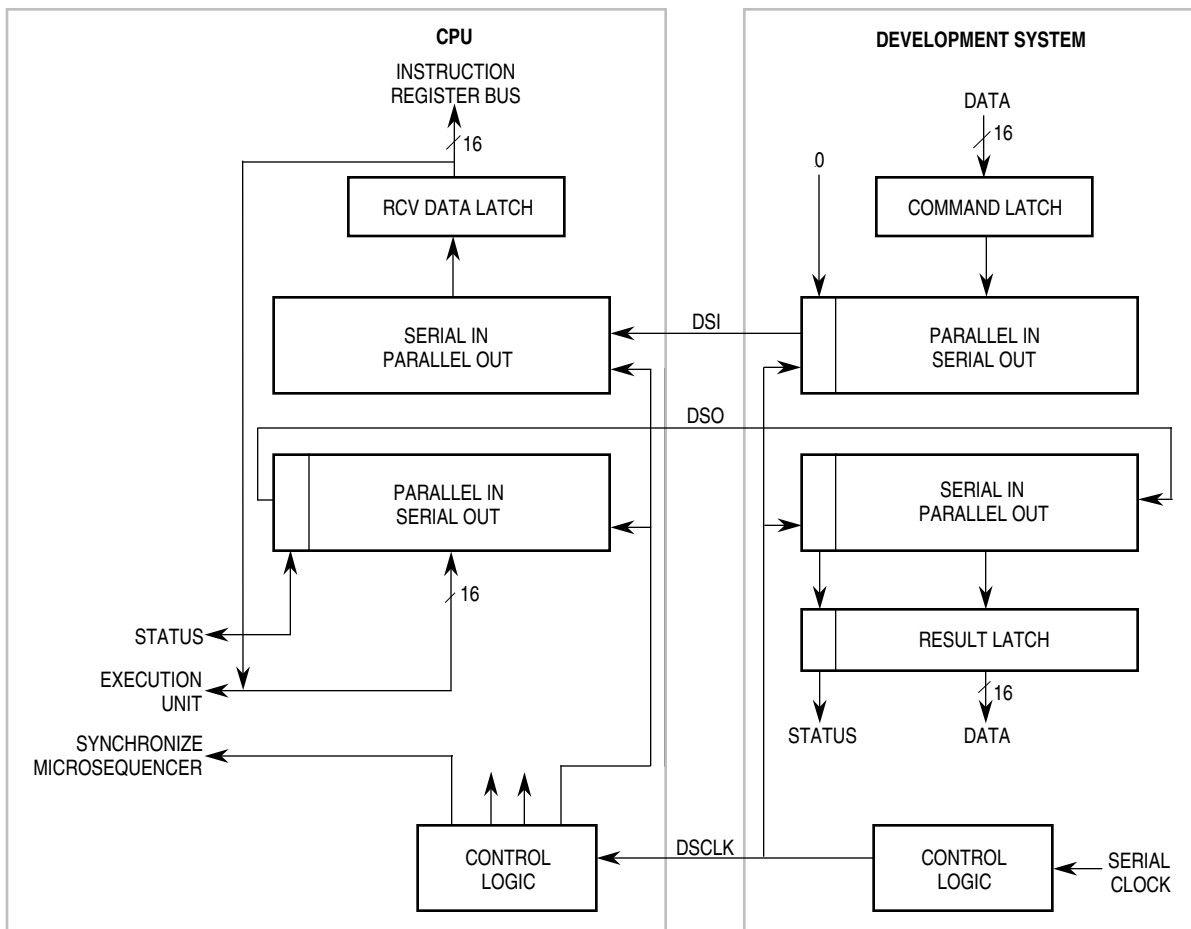 CPU
INSTRUCTION
REGISTER BUS
16
RCV DATA LATCH
SERIAL IN
PARALLEL OUT
PARALLEL IN
SERIAL OUT
16
STATUS
EXECUTION
UNIT
SYNCHRONIZE
MICROSEQUENCER
CONTROL
LOGIC
DSI
DSO
DSCLK
DEVELOPMENT SYSTEM
DATA
16
0
COMMAND LATCH
PARALLEL IN
SERIAL OUT
SERIAL IN
PARALLEL OUT
RESULT LATCH
16
STATUS
DATA
CONTROL
LOGIC
SERIAL
CLOCK